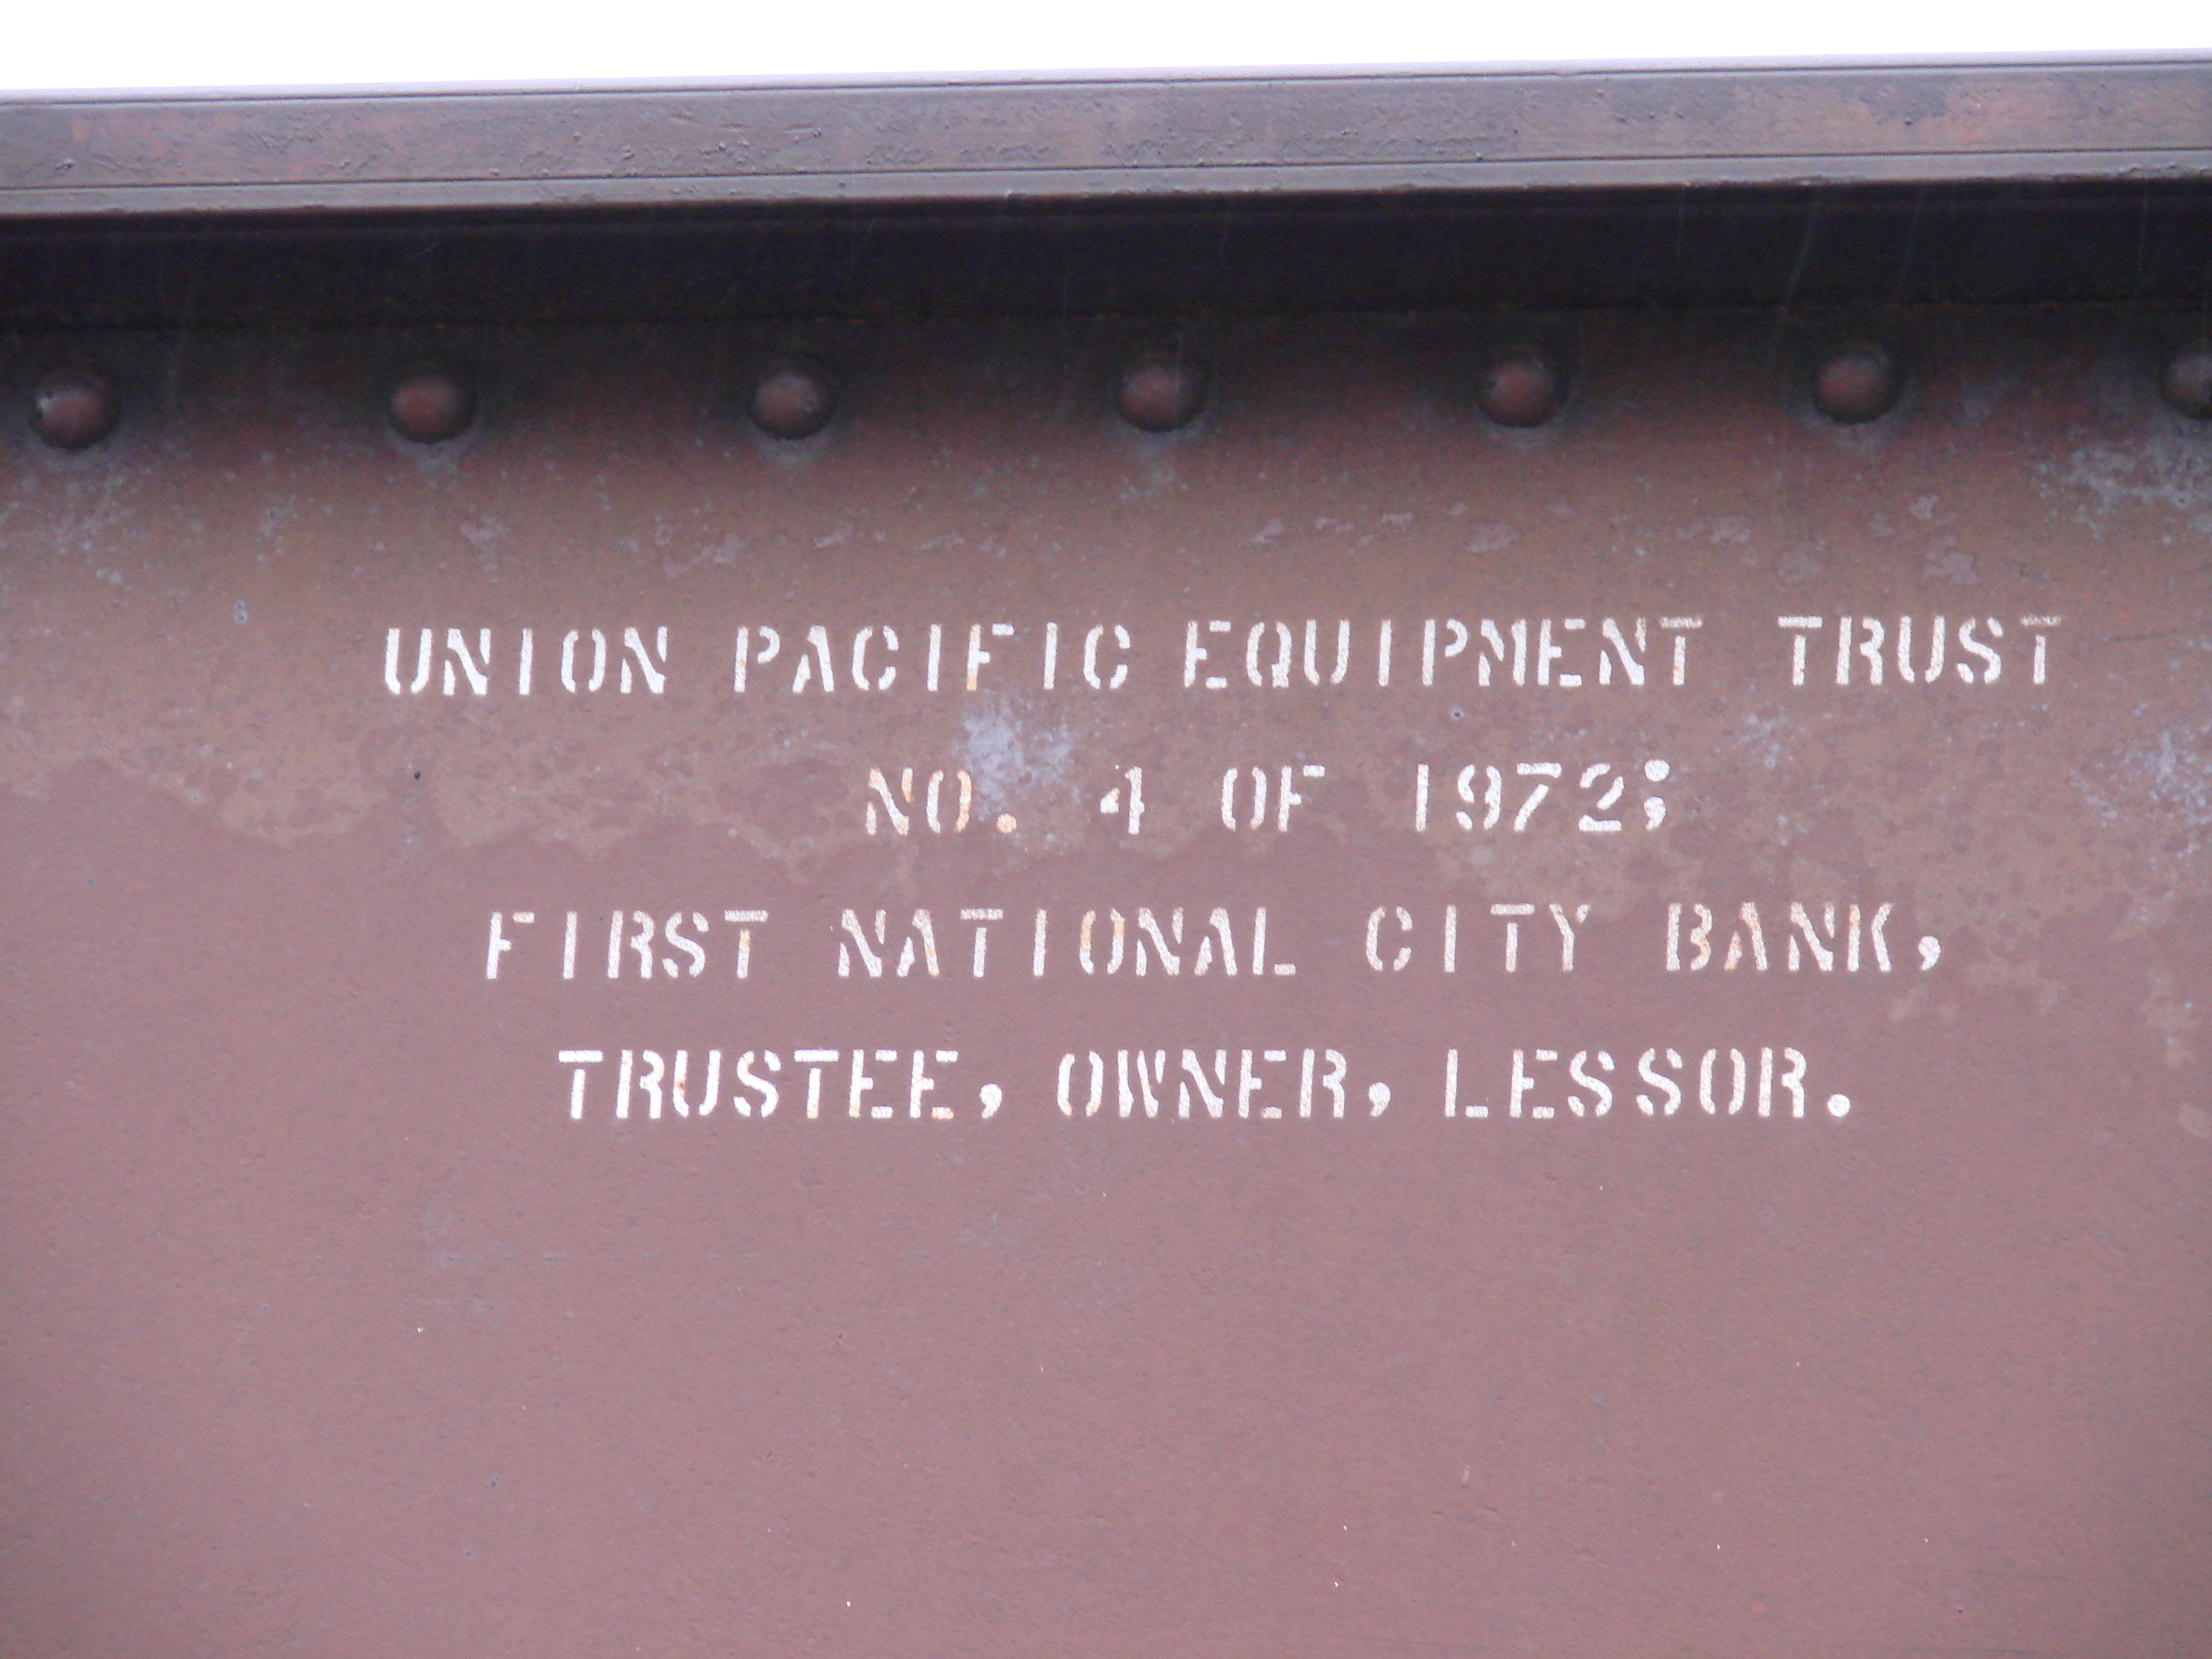 UNION PACIFIC EQUIPMENT TRUST
NO. 4 OF 1972;
FIRST NATIONAL CITY BANK,
TRUSTEE, OWNER, LESSOR.